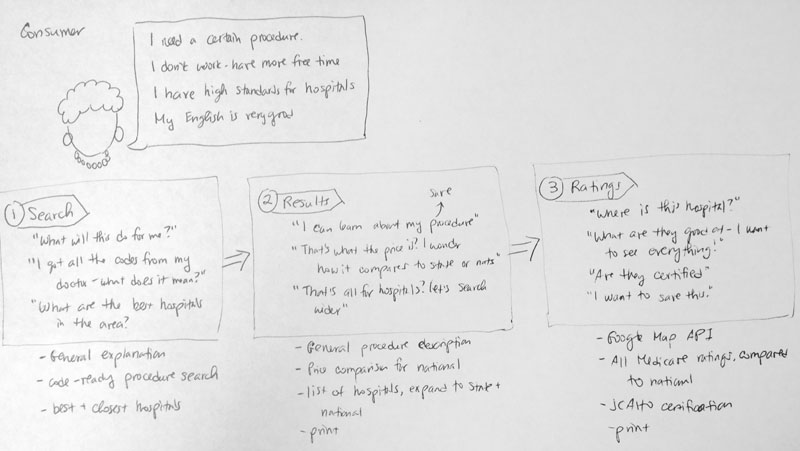 Consumer
I need a certain procedure.
I don't work - have more free time
I have high standards for hospitals
My English is very good
1 Search
"What will this do for me?"
"I got all the codes from my
doctor - what does it mean?"
"What are the best hospitals
in the area?
- General explanation
- code-ready procedure search
- best + closest hospitals
2 Results
save
"I can learn about my procedure"
"That's what the price is? I wonder
how it compares to state or nat'l"
"That's all for hospitals? Let's search
wider"
- General procedure description
- Price comparison for national
- list of hospitals, expand to state +
national
- print
3 Ratings
"Where is this hospital?"
"What are they good at - I want
to see everything!"
"Are they certified"
"I want to save this."
- Google Map API
- All Medicare ratings, compared
to national
- JCAHO certification
- print